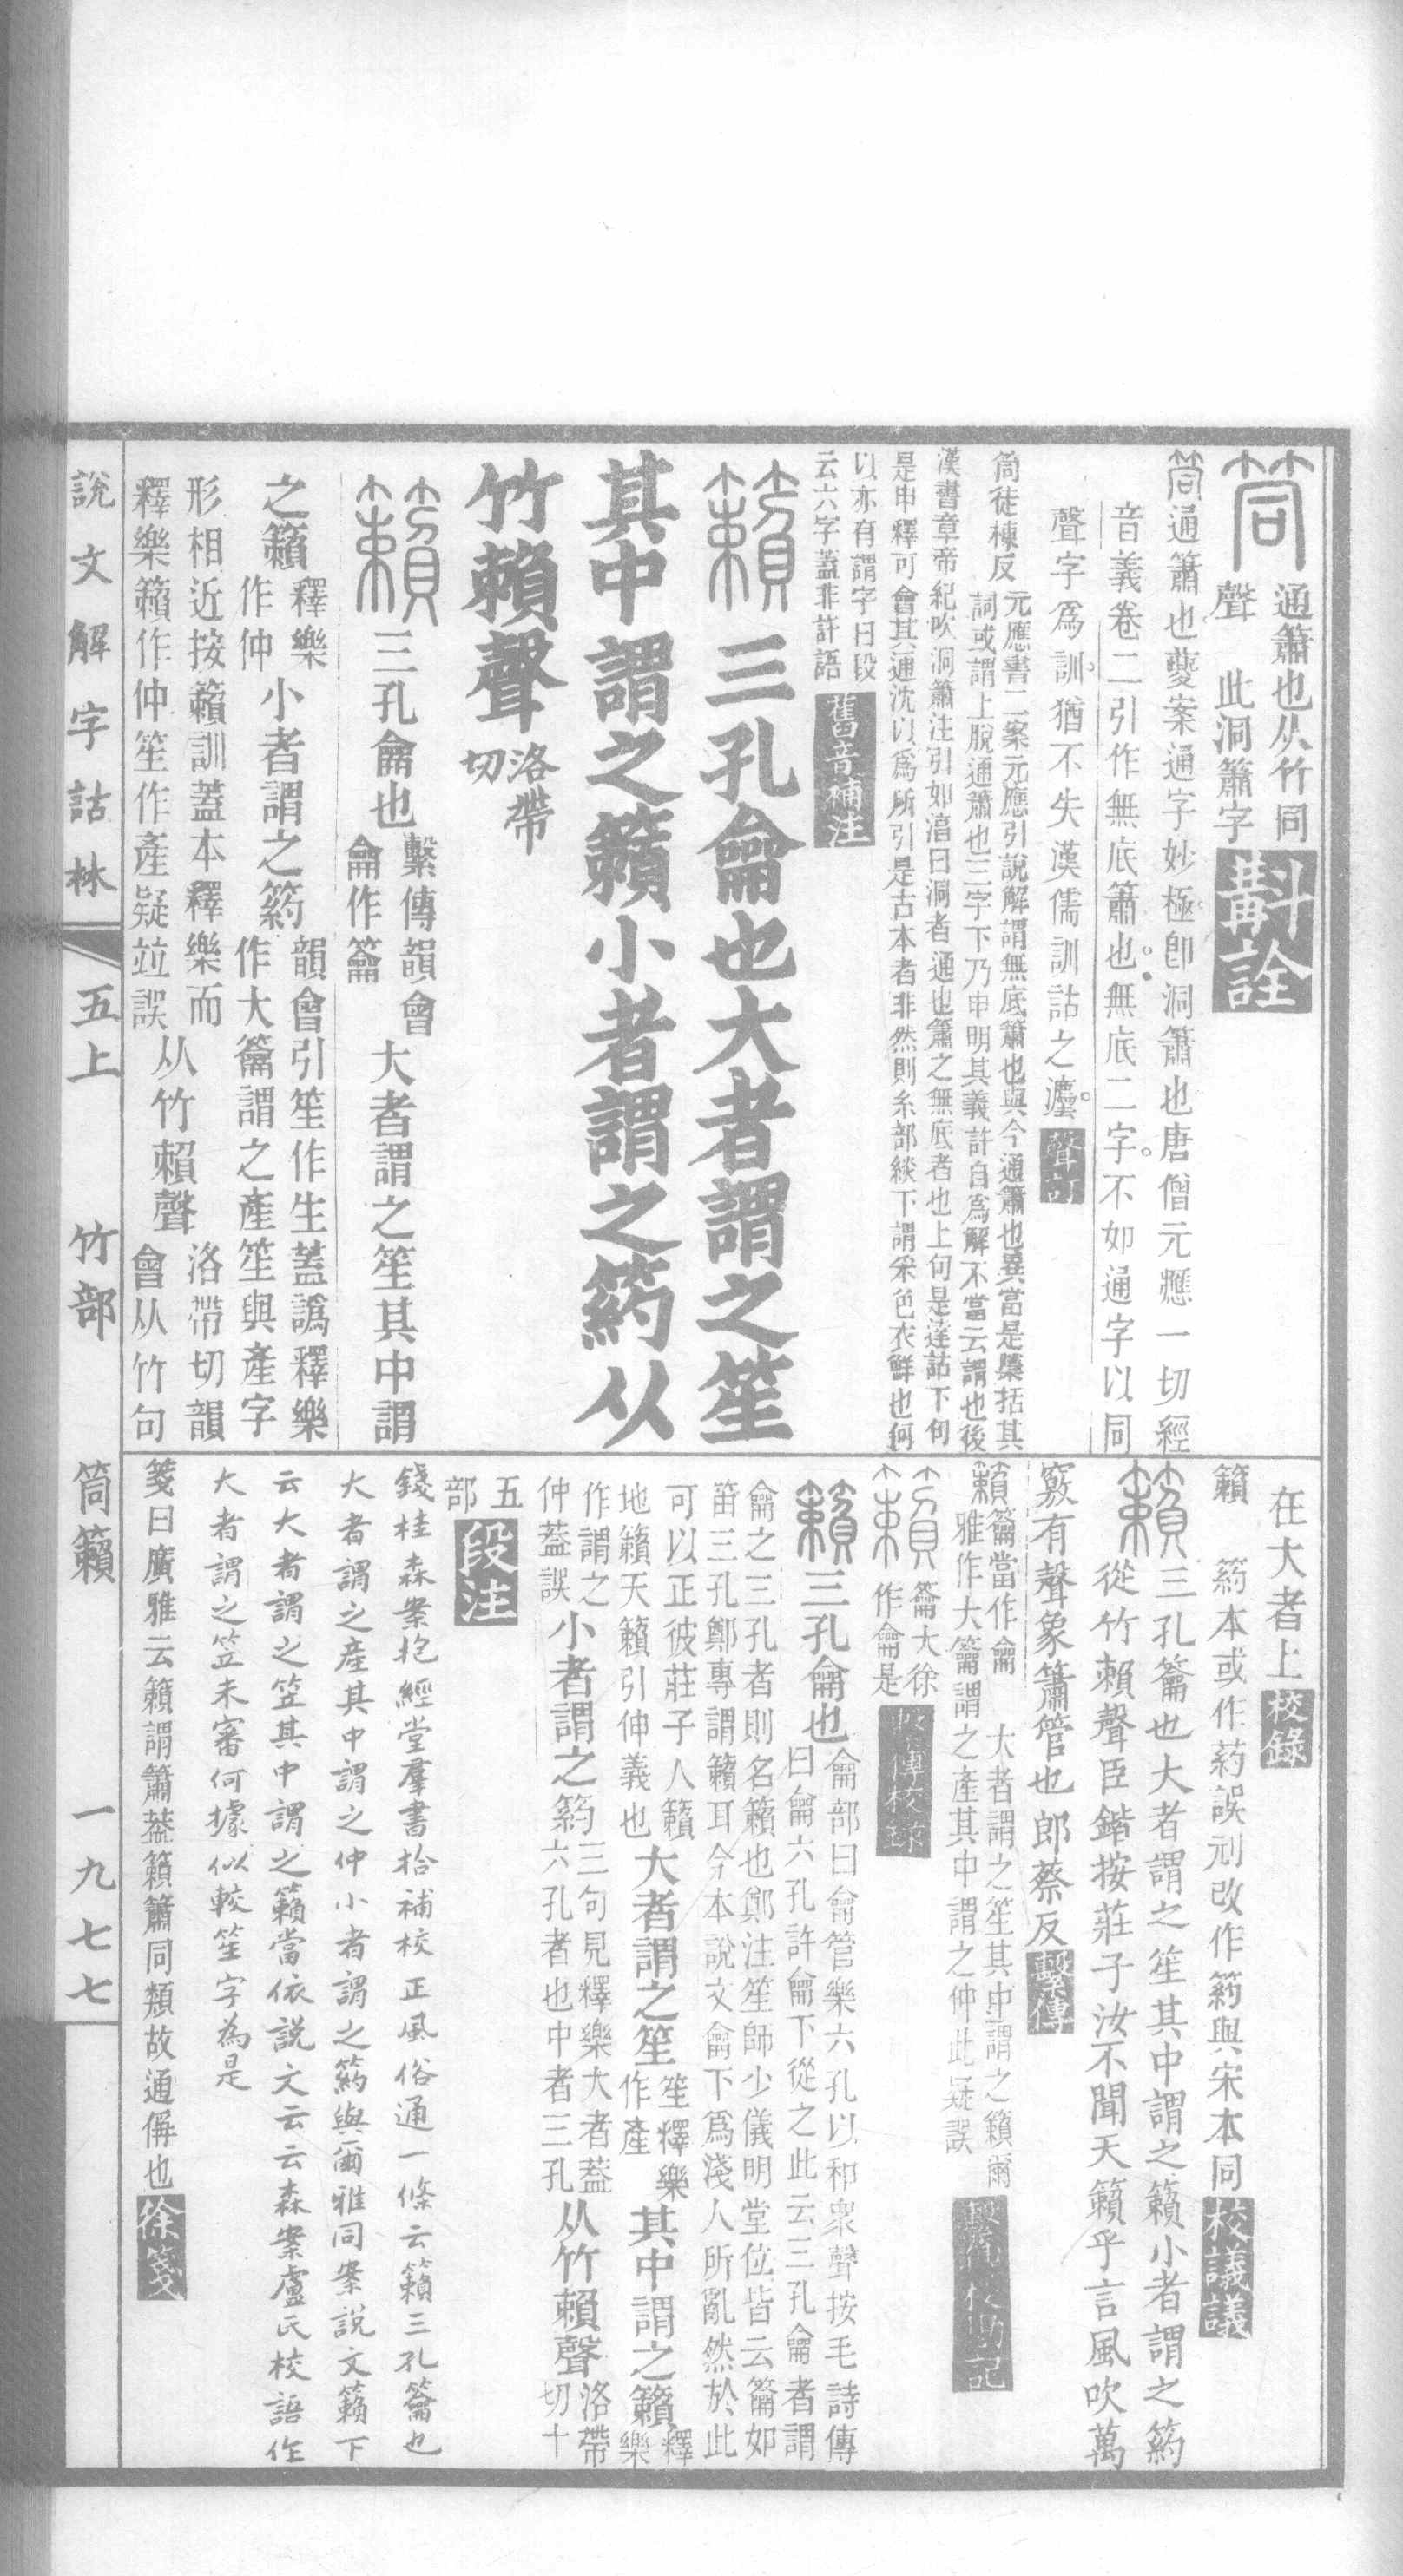 筒 通簫也从竹同
聲 此洞簫字 斠詮
筒通簫也夔案通字妙極卽洞簫也唐僧元應一切經
音義卷二引作無底簫也無底二字不如通字以同
聲字爲訓猶不失漢儒訓詁之灋 聲訂
筒徒棟反 元應書二案元應引說解謂無底簫也與今通簫也異當是櫽括其
詞或謂上脫通簫也三字下乃申明其義許自爲解不當云謂也後
漢書章帝紀吹洞簫注引如湻曰洞者通也簫之無底者也上句是達詁下句
是申釋可會其通沈以爲所引是古本者非然則糸部緂下謂采色衣鮮也何
以亦有謂字日段
云六字蓋非許語 舊音補注
籟 三孔龠也大者謂之笙
其中謂之籟小者謂之箹从
竹賴聲 洛帶
切
籟 三孔龠也 繫傳韻會
龠作籥 大者謂之笙其中謂
之籟 釋樂
作仲 小者謂之箹 韻會引笙作生蓋譌釋樂
作大籥謂之產笙與產字
形相近按籟訓蓋本釋樂而
釋樂籟作仲笙作產疑竝誤 从竹賴聲 洛帶切韻
會从竹句
在大者上 校錄
籟 箹本或作葯誤刓改作箹與宋本同 校議議
籟 三孔籥也大者謂之笙其中謂之籟小者謂之箹
從竹賴聲臣鍇按莊子汝不聞天籟乎言風吹萬
竅有聲象簫管也郎蔡反 繫傳
籟籥當作龠 大者謂之笙其中謂之籟爾
雅作大籥謂之產其中謂之仲此疑誤 繫傳校勘記
籟 籥大徐
作龠是 繫傳校錄
籟 三孔龠也 龠部曰龠管樂六孔以和衆聲按毛詩傳
曰龠六孔許龠下從之此云三孔龠者謂
龠之三孔者則名籟也鄭注笙師少儀明堂位皆云籥如
笛三孔鄭專謂籟耳今本說文龠下爲淺人所亂然於此
可以正彼莊子人籟
地籟天籟引伸義也 大者謂之笙 笙釋樂
作產 其中謂之籟 釋樂
作謂之
仲葢誤 小者謂之箹 三句見釋樂大者葢
六孔者也中者三孔 从竹賴聲 洛帶
切十
五
部 段注
錢桂森案抱經堂羣書拾補校正風俗通一條云籟三孔籥也
大者謂之產其中謂之仲小者謂之箹與爾雅同案說文籟下
云大者謂之笠其中謂之籟當依說文云云森案盧氏校語作
大者謂之笠未審何據似較笙字為是
箋曰廣雅云籟謂簫葢籟簫同類故通偁也 徐箋
說文解字詁林 五上 竹部 筒籟 一九七七